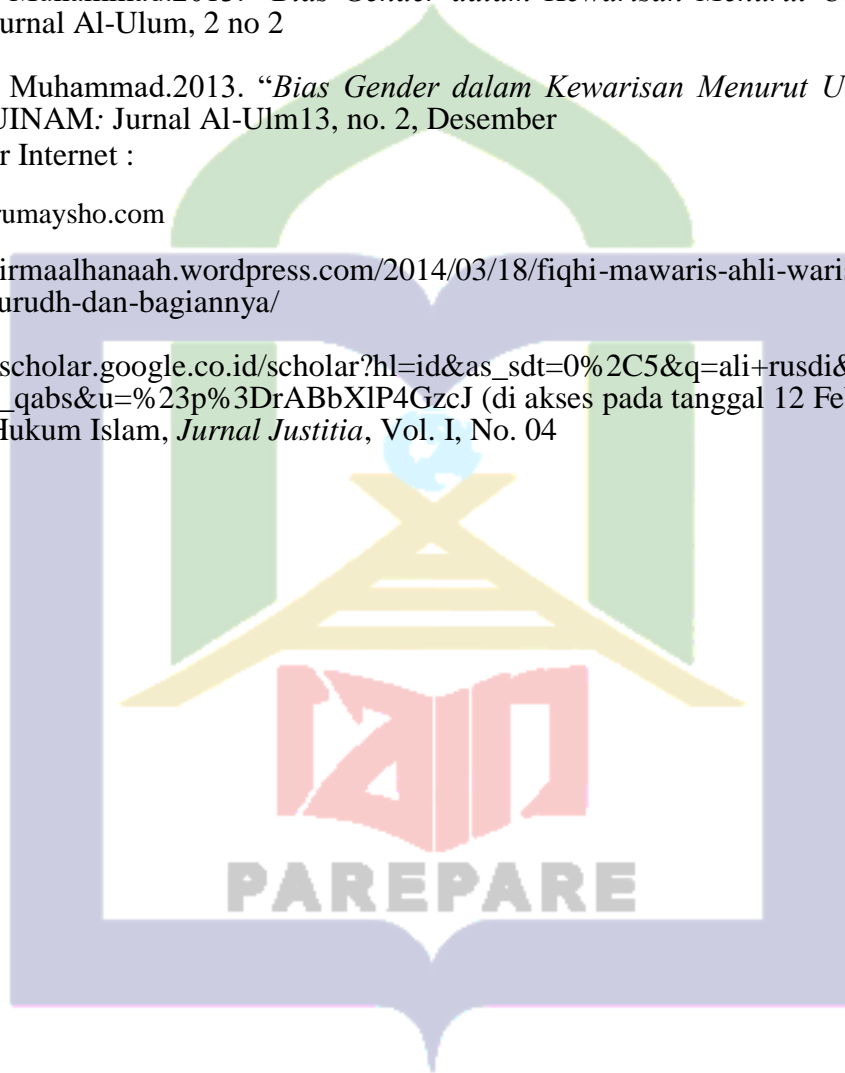 Muhammad.2013. "Bias Gender dalam Kewarisan Menurut U
urnal Al-Ulum, 2 no 2
Muhammad.2013. "Bias Gender dalam Kewarisan Menurut U
UINAM: Jurnal Al-Ulm13, no. 2, Desember
r Internet :
rumaysho.com
irmaalhanaah.wordpress.com/2014/03/18/fiqhi-mawaris-ahli-waris
urudh-dan-bagiannya/
scholar.google.co.id/scholar?hl=id&as_sdt=0%2C5&q=ali+rusdi&
_qabs&u=%23p%3DrABbXlP4GzcJ (di akses pada tanggal 12 Fe
Hukum Islam, Jurnal Justitia, Vol. I, No. 04
iain
PAREPARE